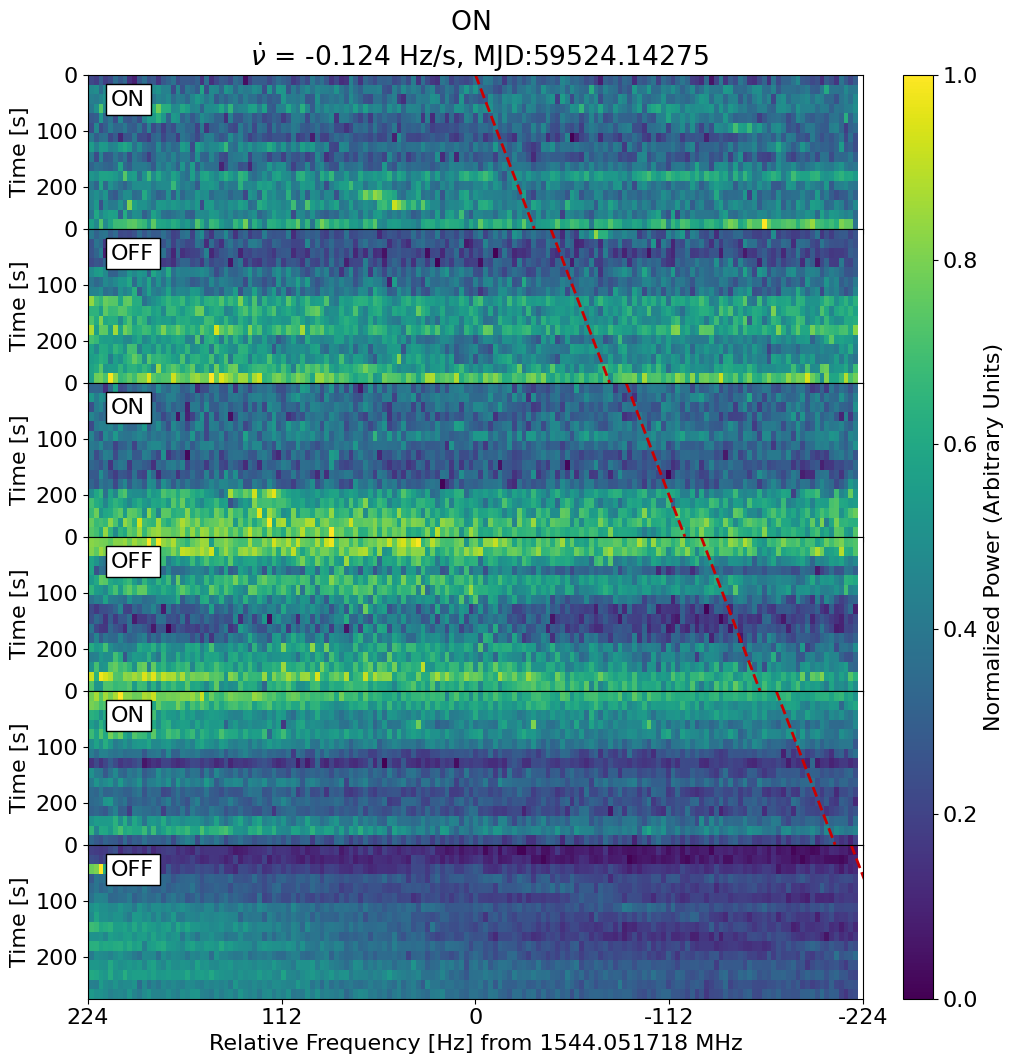 ON
ν̇ = -0.124 Hz/s, MJD:59524.14275
0
100
200
Time [s]
ON
0
100
200
Time [s]
OFF
0
100
200
Time [s]
ON
0
100
200
Time [s]
OFF
0
100
200
Time [s]
ON
0
100
200
Time [s]
OFF
224 112 0 -112 -224
Relative Frequency [Hz] from 1544.051718 MHz
1.0
0.8
0.6
0.4
0.2
0.0
Normalized Power (Arbitrary Units)